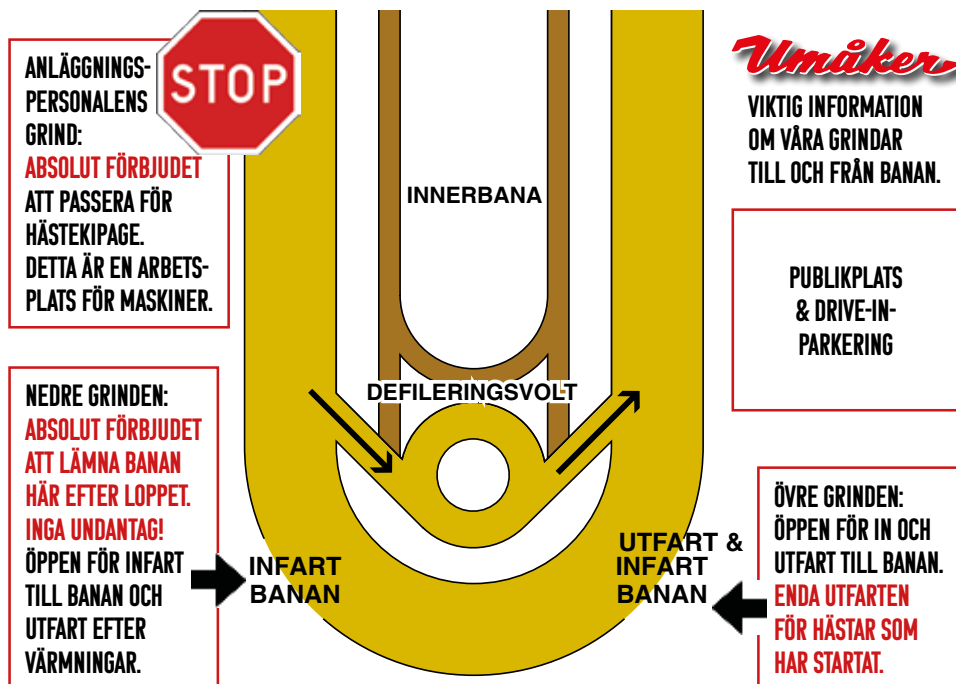 ANLÄGGNINGS-
PERSONALENS
GRIND:
ABSOLUT FÖRBJUDET
ATT PASSERA FÖR
HÄSTEKIPAGE.
DETTA ÄR EN ARBETS-
PLATS FÖR MASKINER.
STOP
Umåker
VIKTIG INFORMATION
OM VÅRA GRINDAR
TILL OCH FRÅN BANAN.
INNERBANA
PUBLIKPLATS
& DRIVE-IN-
PARKERING
DEFILERINGSVOLT
NEDRE GRINDEN:
ABSOLUT FÖRBJUDET
ATT LÄMNA BANAN
HÄR EFTER LOPPET.
INGA UNDANTAG!
ÖPPEN FÖR INFART
TILL BANAN OCH
UTFART EFTER
VÄRMNINGAR.
INFART
BANAN
UTFART &
INFART
BANAN
ÖVRE GRINDEN:
ÖPPEN FÖR IN OCH
UTFART TILL BANAN.
ENDA UTFARTEN
FÖR HÄSTAR SOM
HAR STARTAT.